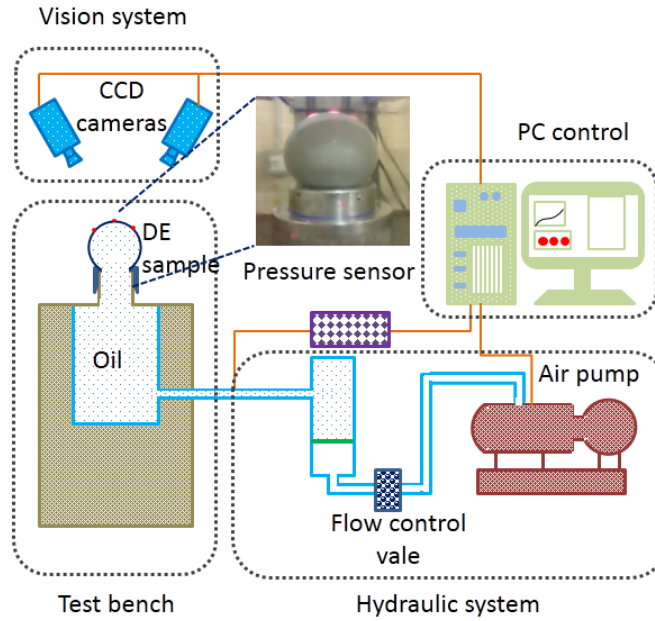 Vision system
CCD
cameras
PC control
DE
sample
Pressure sensor
Oil
Air pump
Flow control
vale
Test bench
Hydraulic system